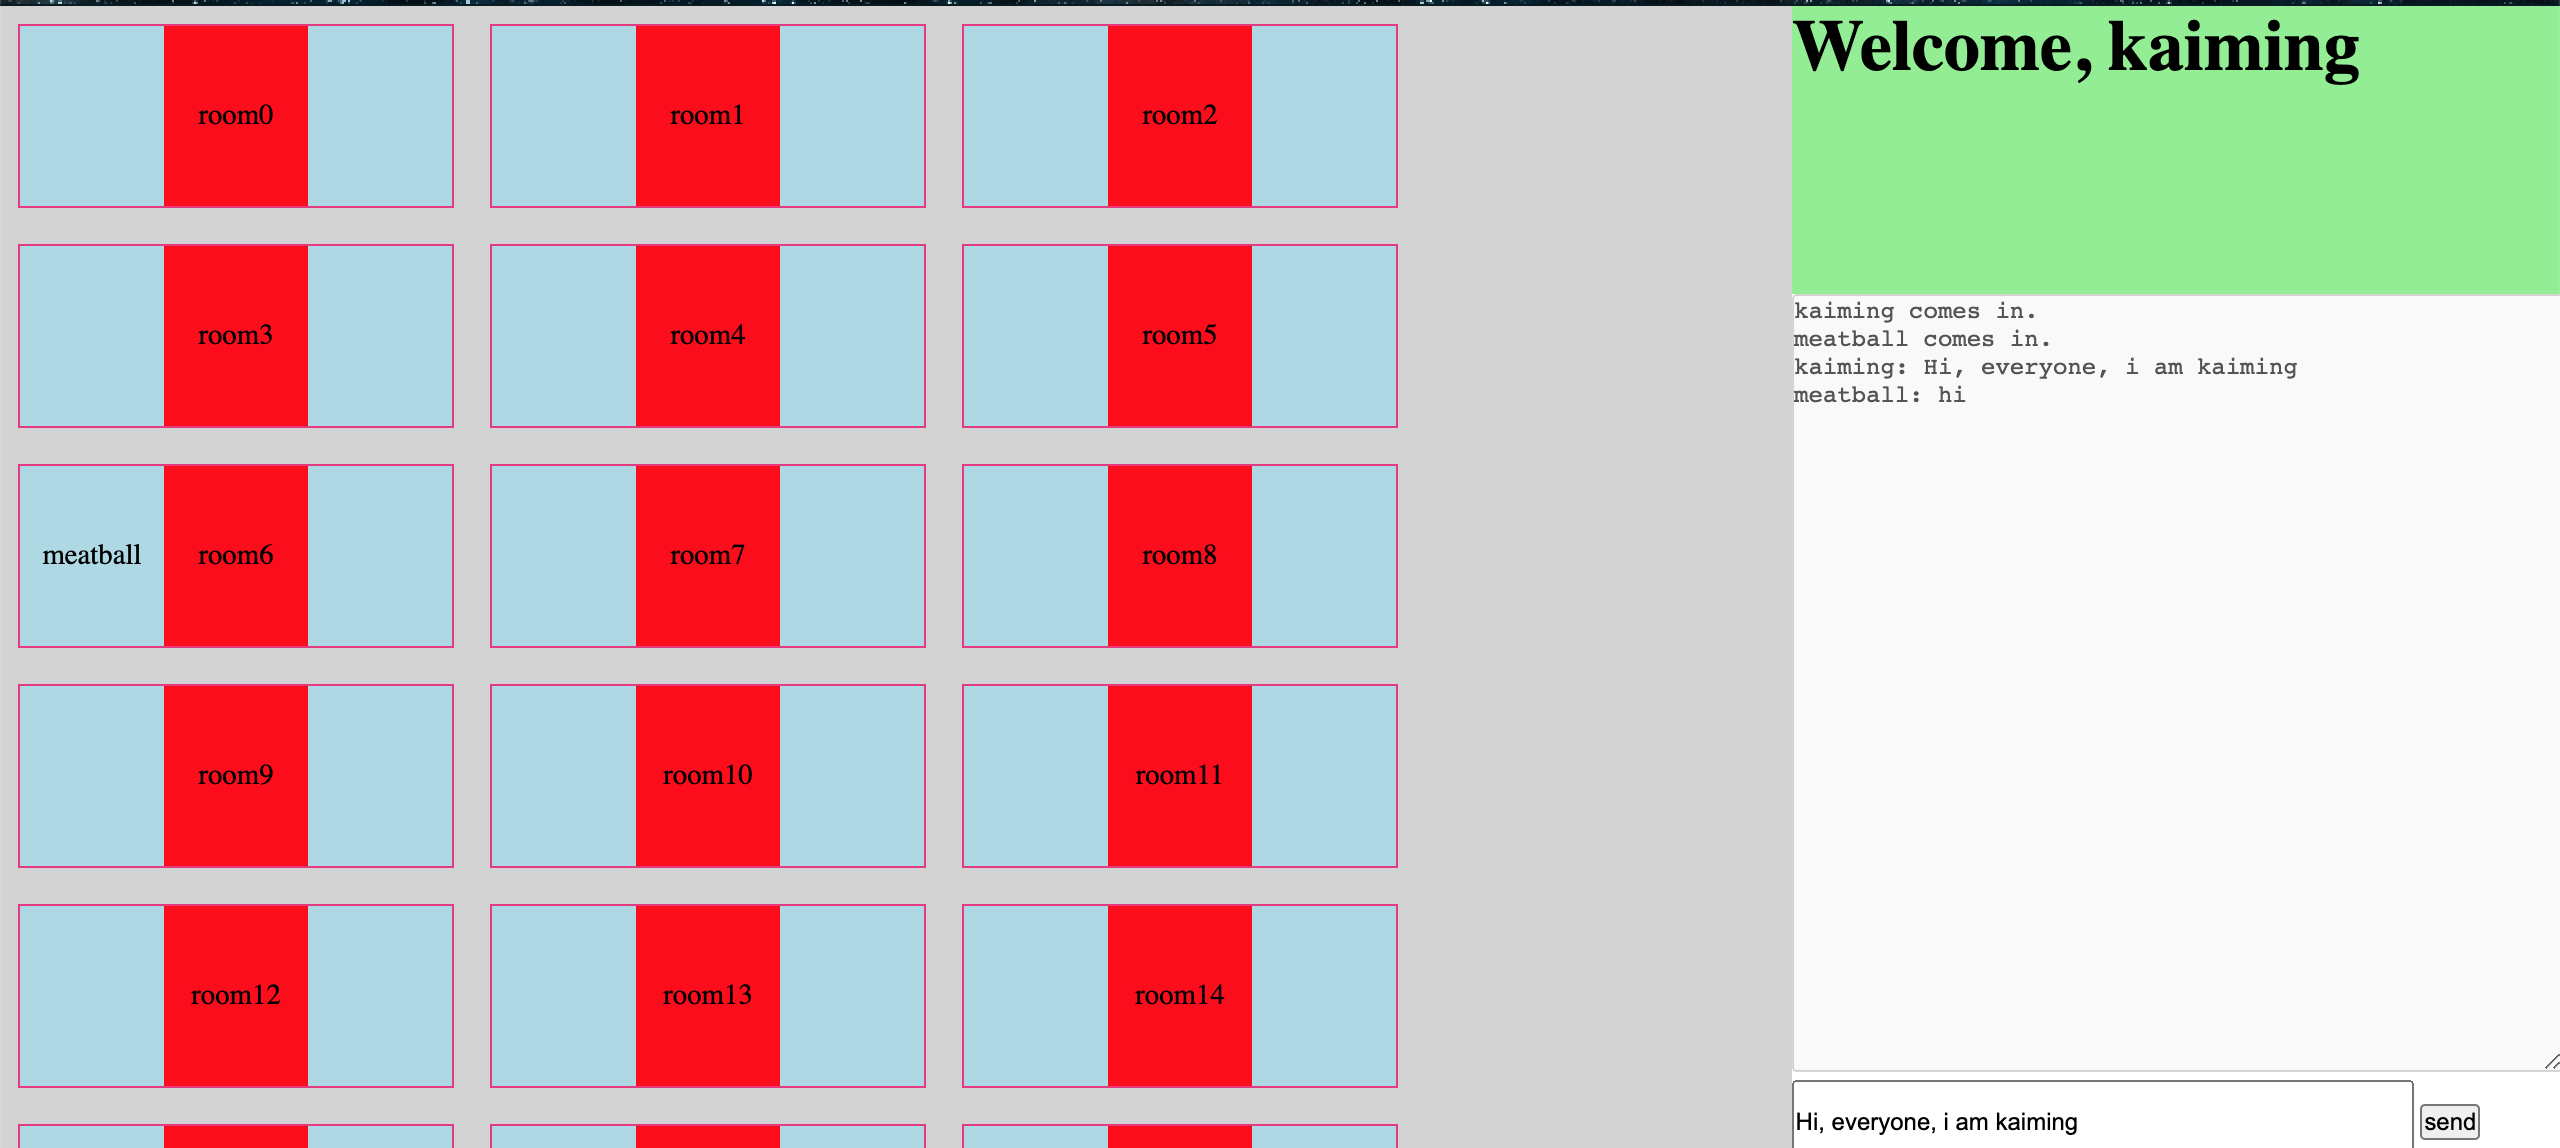 room0 room1 room2
room3 room4 room5
meatball room6 room7 room8
room9 room10 room11
room12 room13 room14
Welcome, kaiming
kaiming comes in.
meatball comes in.
kaiming: Hi, everyone, i am kaiming
meatball: hi
Hi, everyone, i am kaiming send